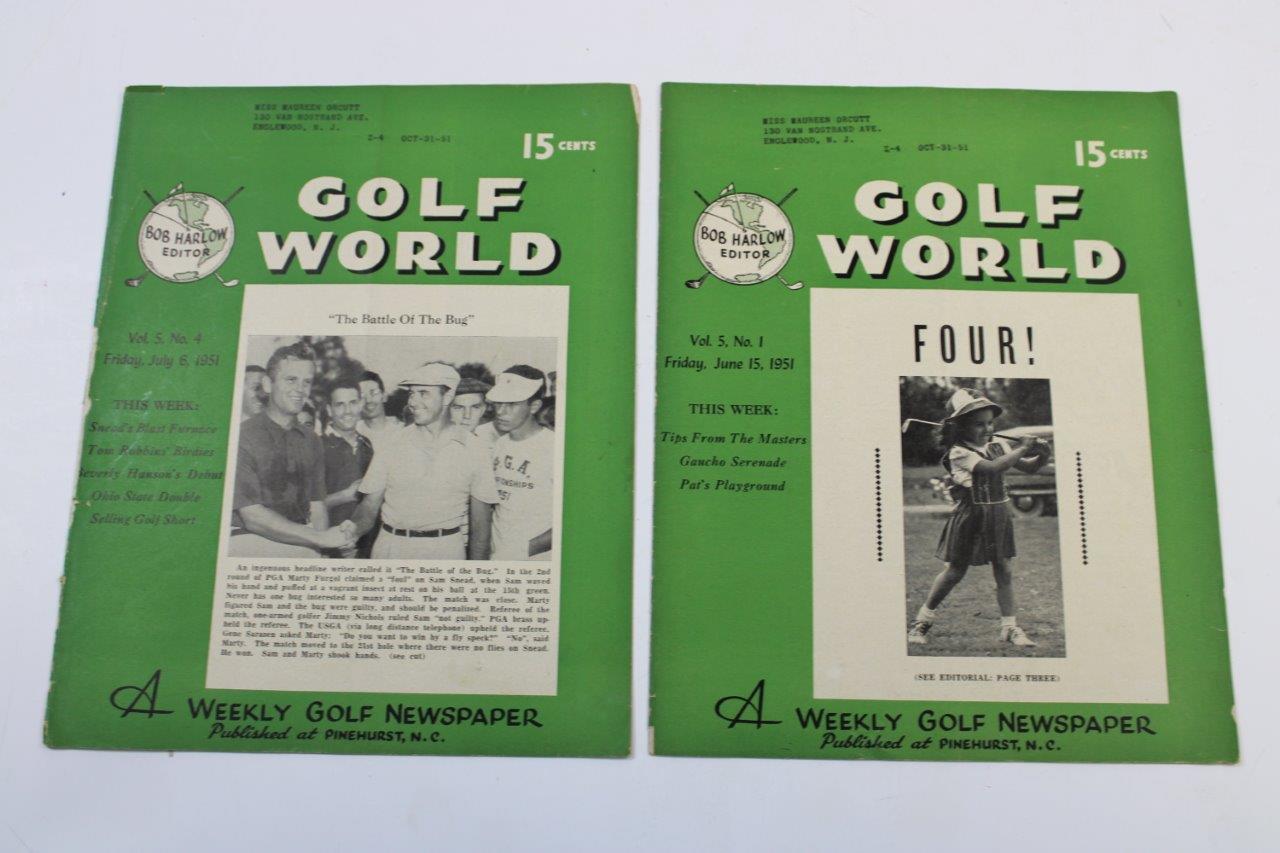 MISS MAUREEN ORCUTT
130 VAN NOSTRAND AVE.
ENGLEWOOD, N. J.
Z-4 OCT-31-51
15 CENTS
BOB HARLOW
EDITOR
GOLF
WORLD
Vol. 5, No. 4
Friday, July 6, 1951
THIS WEEK:
Snead's Blast Furnace
Tom Robbins' Birdies
Beverly Hanson's Debut
Ohio State Double
Selling Golf Short
"The Battle Of The Bug"
G. A.
51
An ingenuous headline writer called it "The Battle of the Bug." In the 2nd
round of PGA Marty Furgol claimed a "foul" on Sam Snead, when Sam waved
his hand and puffed at a vagrant insect at rest on his ball at the 15th green.
Never has one bug interested so many adults. The match was close. Marty
figured Sam and the bug were guilty, and should be penalized. Referee of the
match, one-armed golfer Jimmy Nichols ruled Sam "not guilty." PGA brass up-
held the referee. The USGA (via long distance telephone) upheld the referee.
Gene Sarazen asked Marty: "Do you want to win by a fly speck?" "No", said
Marty. The match moved to the 21st hole where there were no flies on Snead.
He won. Sam and Marty shook hands. (see cut)
A WEEKLY GOLF NEWSPAPER
Published at PINEHURST, N.C.
MISS MAUREEN ORCUTT
130 VAN NOSTRAND AVE.
ENGLEWOOD, N. J.
Z-4 OCT-31-51
15 CENTS
BOB HARLOW
EDITOR
GOLF
WORLD
Vol. 5, No. 1
Friday, June 15, 1951
THIS WEEK:
Tips From The Masters
Gaucho Serenade
Pat's Playground
FOUR!
(SEE EDITORIAL: PAGE THREE)
A WEEKLY GOLF NEWSPAPER
Published at PINEHURST, N.C.